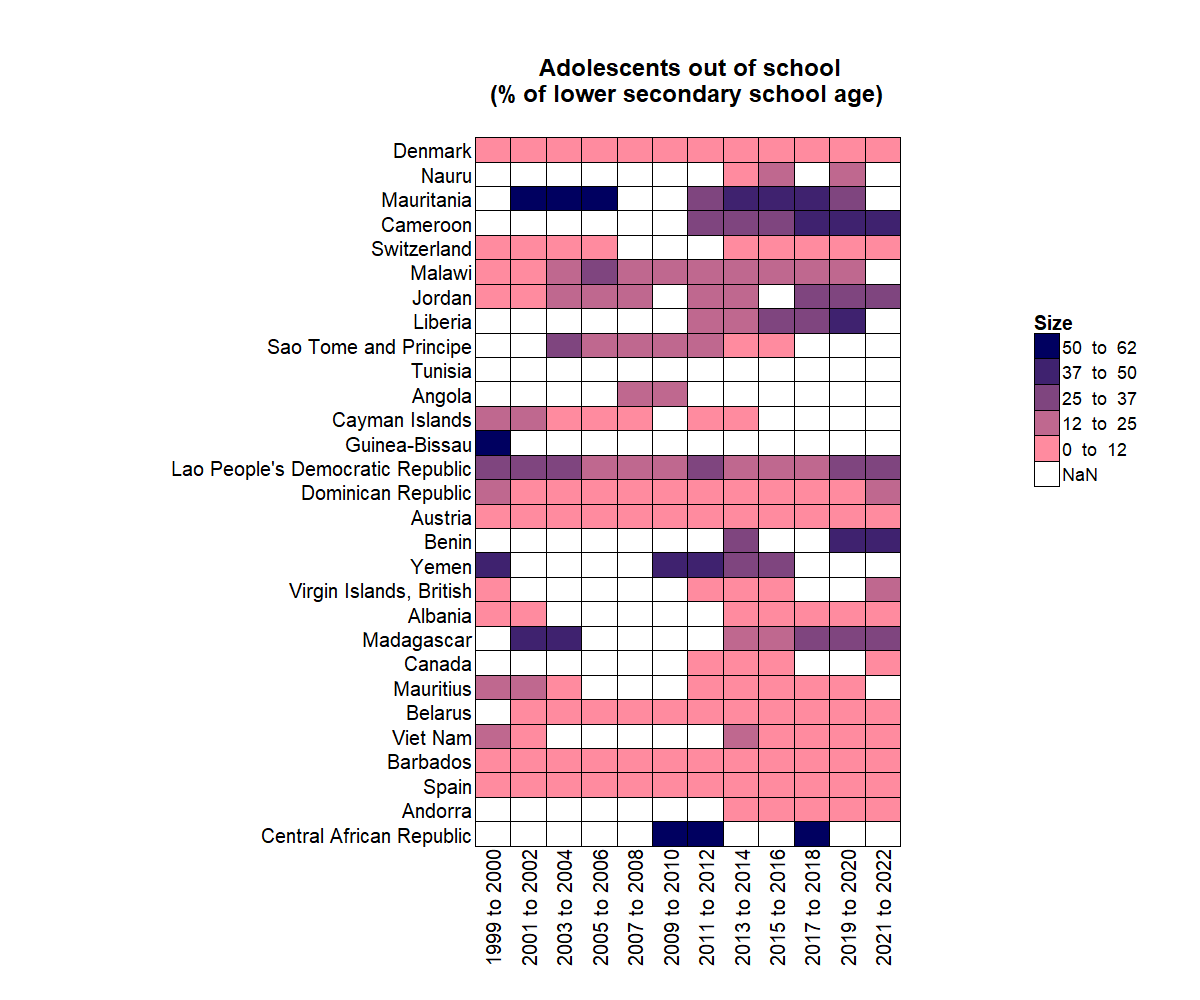 Adolescents out of school
(% of lower secondary school age)
Denmark
Nauru
Mauritania
Cameroon
Switzerland
Malawi
Jordan
Liberia
Sao Tome and Principe
Tunisia
Angola
Cayman Islands
Guinea-Bissau
Lao People's Democratic Republic
Dominican Republic
Austria
Benin
Yemen
Virgin Islands, British
Albania
Madagascar
Canada
Mauritius
Belarus
Viet Nam
Barbados
Spain
Andorra
Central African Republic
1999 to 2000
2001 to 2002
2003 to 2004
2005 to 2006
2007 to 2008
2009 to 2010
2011 to 2012
2013 to 2014
2015 to 2016
2017 to 2018
2019 to 2020
2021 to 2022
Size
50 to 62
37 to 50
25 to 37
12 to 25
0 to 12
NaN